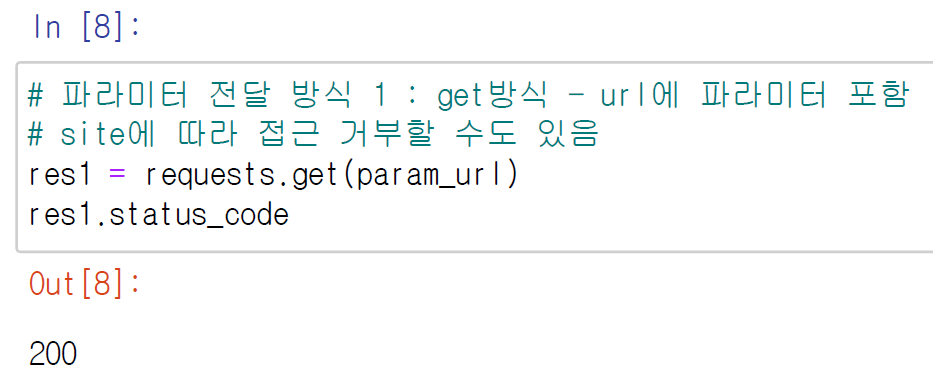 In [8]:
# 파라미터 전달 방식 1 : get방식 - url에 파라미터 포함
# site에 따라 접근 거부할 수도 있음
res1 = requests.get(param_url)
res1.status_code
Out[8]:
200